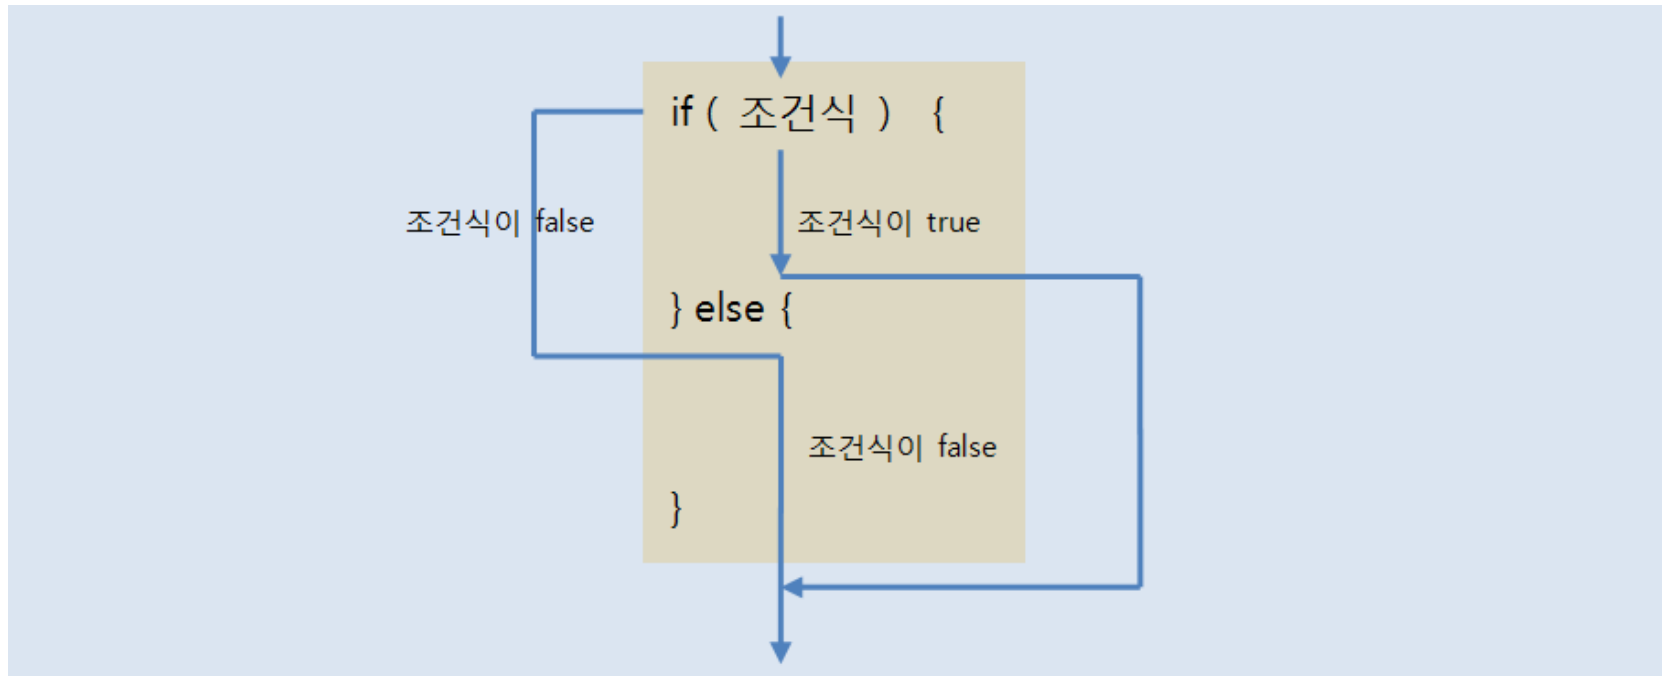 if ( 조건식 ) {
조건식이 false
조건식이 true
} else {
조건식이 false
}